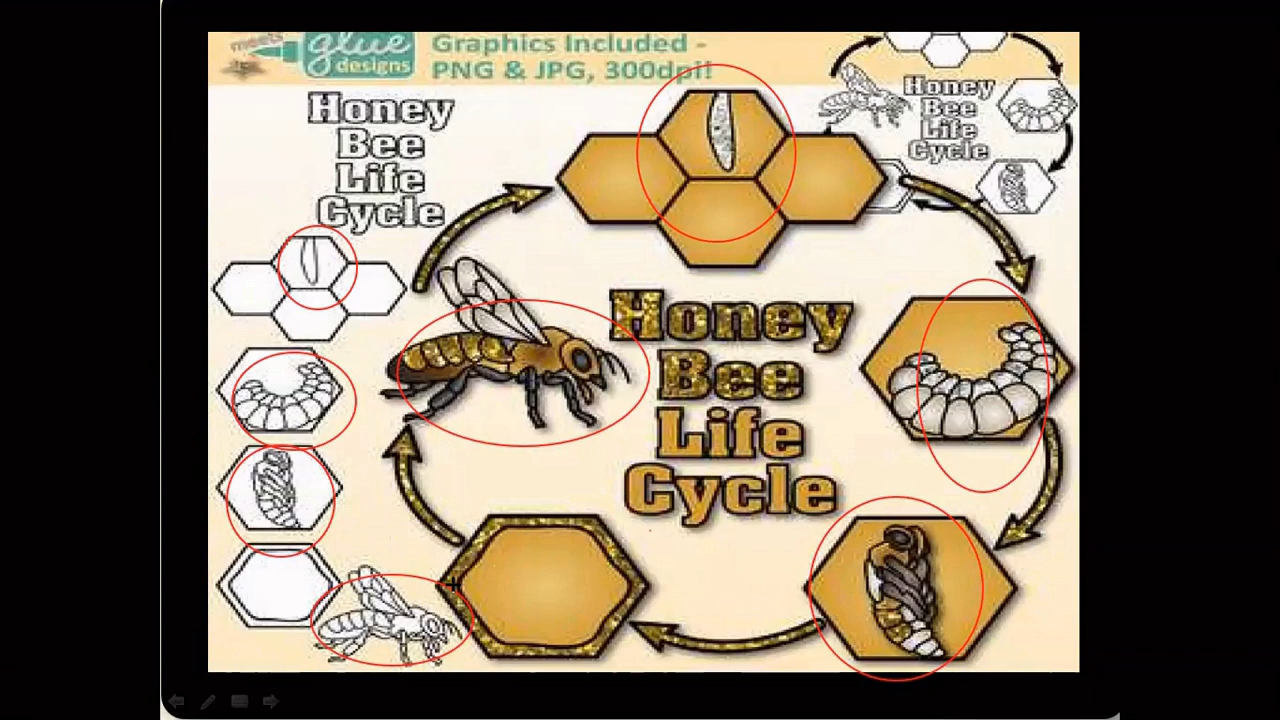 meets
glue
designs
Graphics Included -
PNG & JPG, 300dpi!
Honey
Bee
Life
Cycle
Honey
Bee
Life
Cycle
Honey
Bee
Life
Cycle